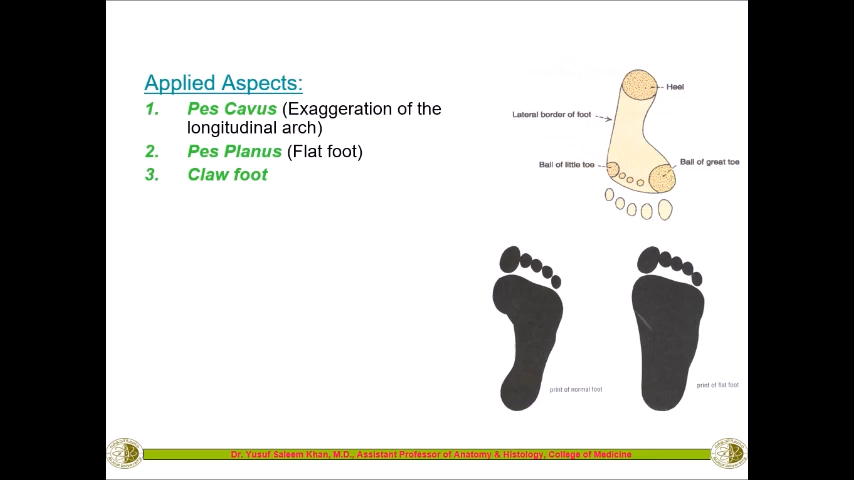 Applied Aspects:
1. Pes Cavus (Exaggeration of the
longitudinal arch)
2. Pes Planus (Flat foot)
3. Claw foot
Heel
Lateral border of foot
Ball of little toe
Ball of great toe
print of normal foot
print of flat foot
Dr. Yusuf Saleem Khan, M.D., Assistant Professor of Anatomy & Histology, College of Medicine